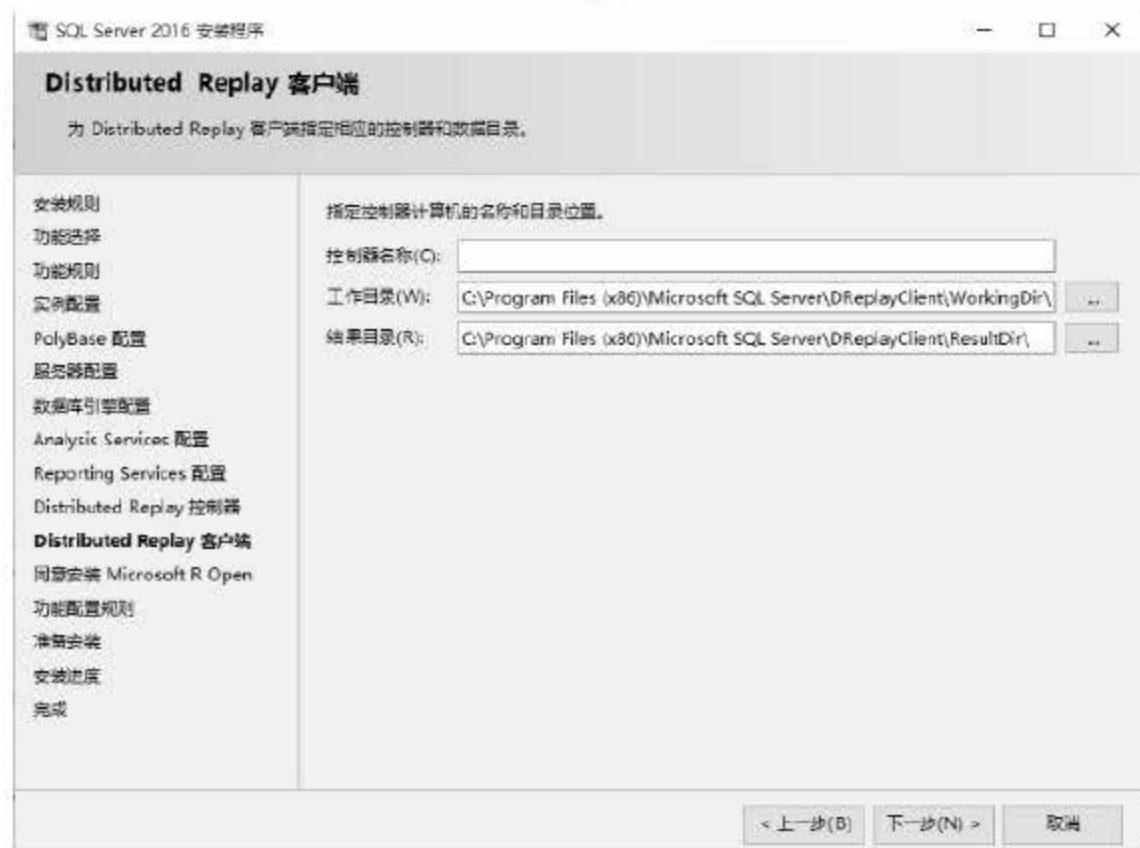 SQL Server 2016 安装程序
Distributed Replay 客户端
为 Distributed Replay 客户端指定相应的控制器和数据目录。
安装规则
功能选择
功能规则
实例配置
PolyBase 配置
服务器配置
数据库引擎配置
Analysis Services 配置
Reporting Services 配置
Distributed Replay 控制器
Distributed Replay 客户端
同意安装 Microsoft R Open
功能配置规则
准备安装
安装进度
完成
指定控制器计算机的名称和目录位置。
控制器名称(C):
工作目录(W): C:\Program Files (x86)\Microsoft SQL Server\DReplayClient\WorkingDir\ ..
结果目录(R): C:\Program Files (x86)\Microsoft SQL Server\DReplayClient\ResultDir\ ..
< 上一步(B) 下一步(N) > 取消